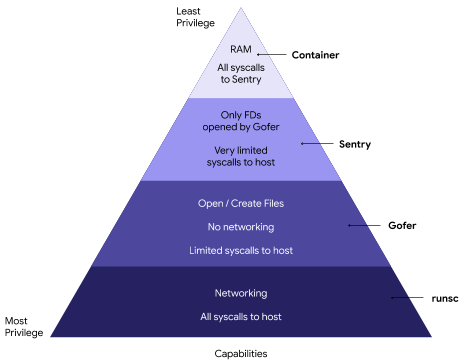 Least
Privilege
RAM
Container
All syscalls
to Sentry
Only FDs
opened by Gofer
Sentry
Very limited
syscalls to host
Open / Create Files
No networking
Gofer
Limited syscalls to host
Networking
runsc
All syscalls to host
Most
Privilege
Capabilities